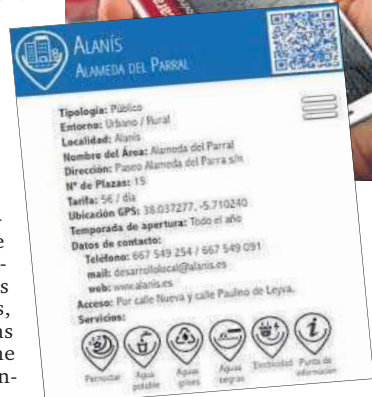 ALANÍS
ALAMEDA DEL PARRAL
Tipología: Público
Entorno: Urbano / Rural
Localidad: Alanís
Nombre del Área: Alameda del Parral
Dirección: Paseo Alameda del Parra s/n
Nº de Plazas: 15
Tarifa: 5€ / día
Ubicación GPS: 38.037277, -5.710240
Temporada de apertura: Todo el año
Datos de contacto:
Teléfono: 667 549 254 / 667 549 091
mail: desarrollolocal@alanis.es
web: www.alanis.es
Acceso: Por calle Nueva y calle Paulino de Leyva.
Servicios:
Pernoctar
Agua potable
Aguas grises
Aguas negras
Electricidad
Punto de información